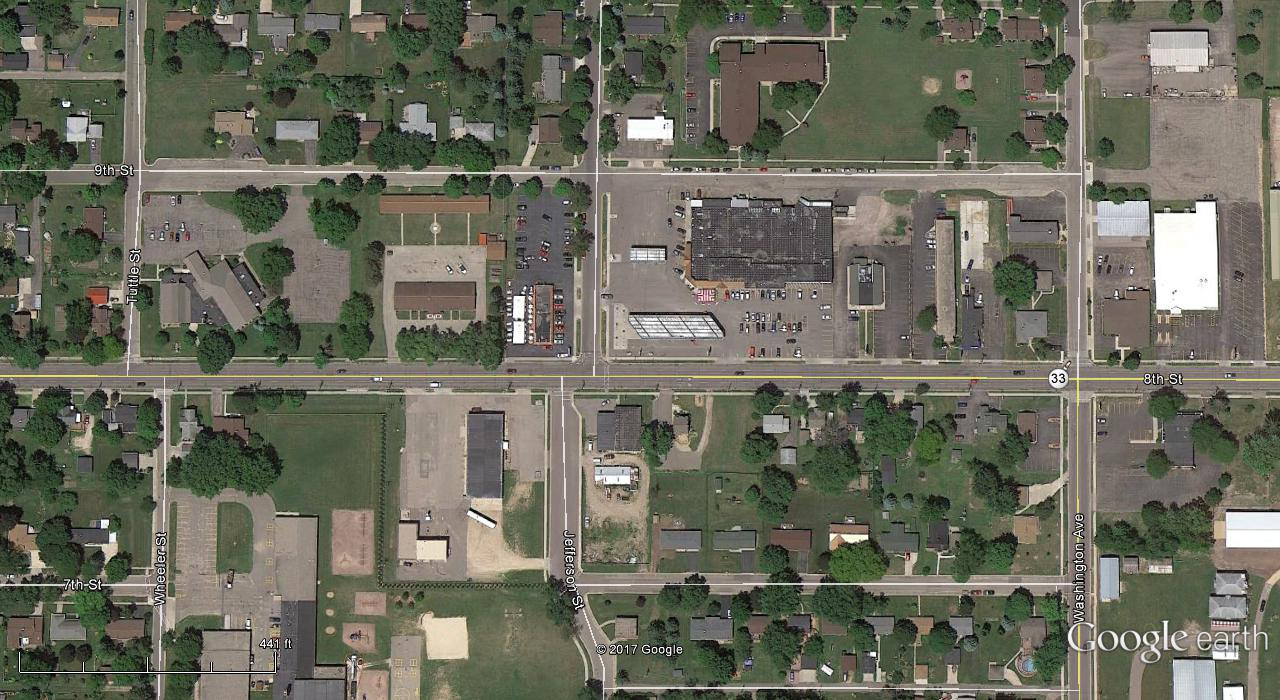 9th St
Tuttle St
33
8th St
Jefferson St
Washington Ave
Wheeler St
7th St
441 ft
© 2017 Google
Google earth